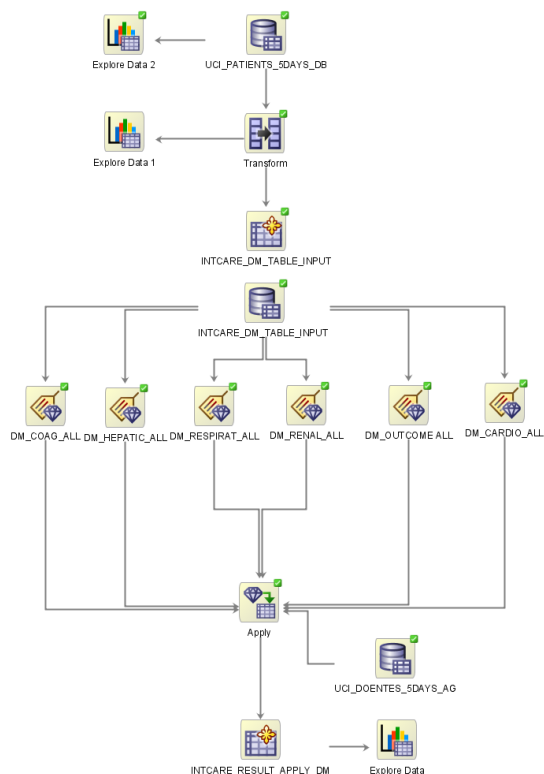 Explore Data 2
UCI_PATIENTS_5DAYS_DB
Explore Data 1
Transform
INTCARE_DM_TABLE_INPUT
INTCARE_DM_TABLE_INPUT
DM_COAG_ALL
DM_HEPATIC_ALL
DM_RESPIRAT_ALL
DM_RENAL_ALL
DM_OUTCOME ALL
DM_CARDIO_ALL
Apply
UCI_DOENTES_5DAYS_AG
INTCARE_RESULT_APPLY_DM
Explore Data